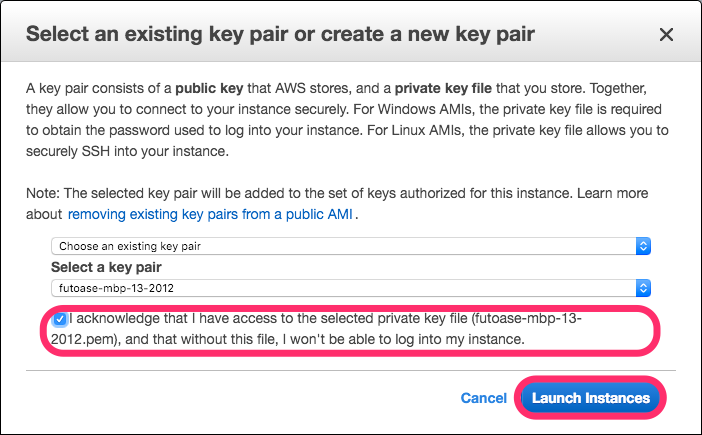 Select an existing key pair or create a new key pair
A key pair consists of a public key that AWS stores, and a private key file that you store. Together,
they allow you to connect to your instance securely. For Windows AMIs, the private key file is required
to obtain the password used to log into your instance. For Linux AMIs, the private key file allows you to
securely SSH into your instance.
Note: The selected key pair will be added to the set of keys authorized for this instance. Learn more
about removing existing key pairs from a public AMI .
Choose an existing key pair
Select a key pair
futoase-mbp-13-2012
I acknowledge that I have access to the selected private key file (futoase-mbp-13-
2012.pem), and that without this file, I won't be able to log into my instance.
Cancel Launch Instances